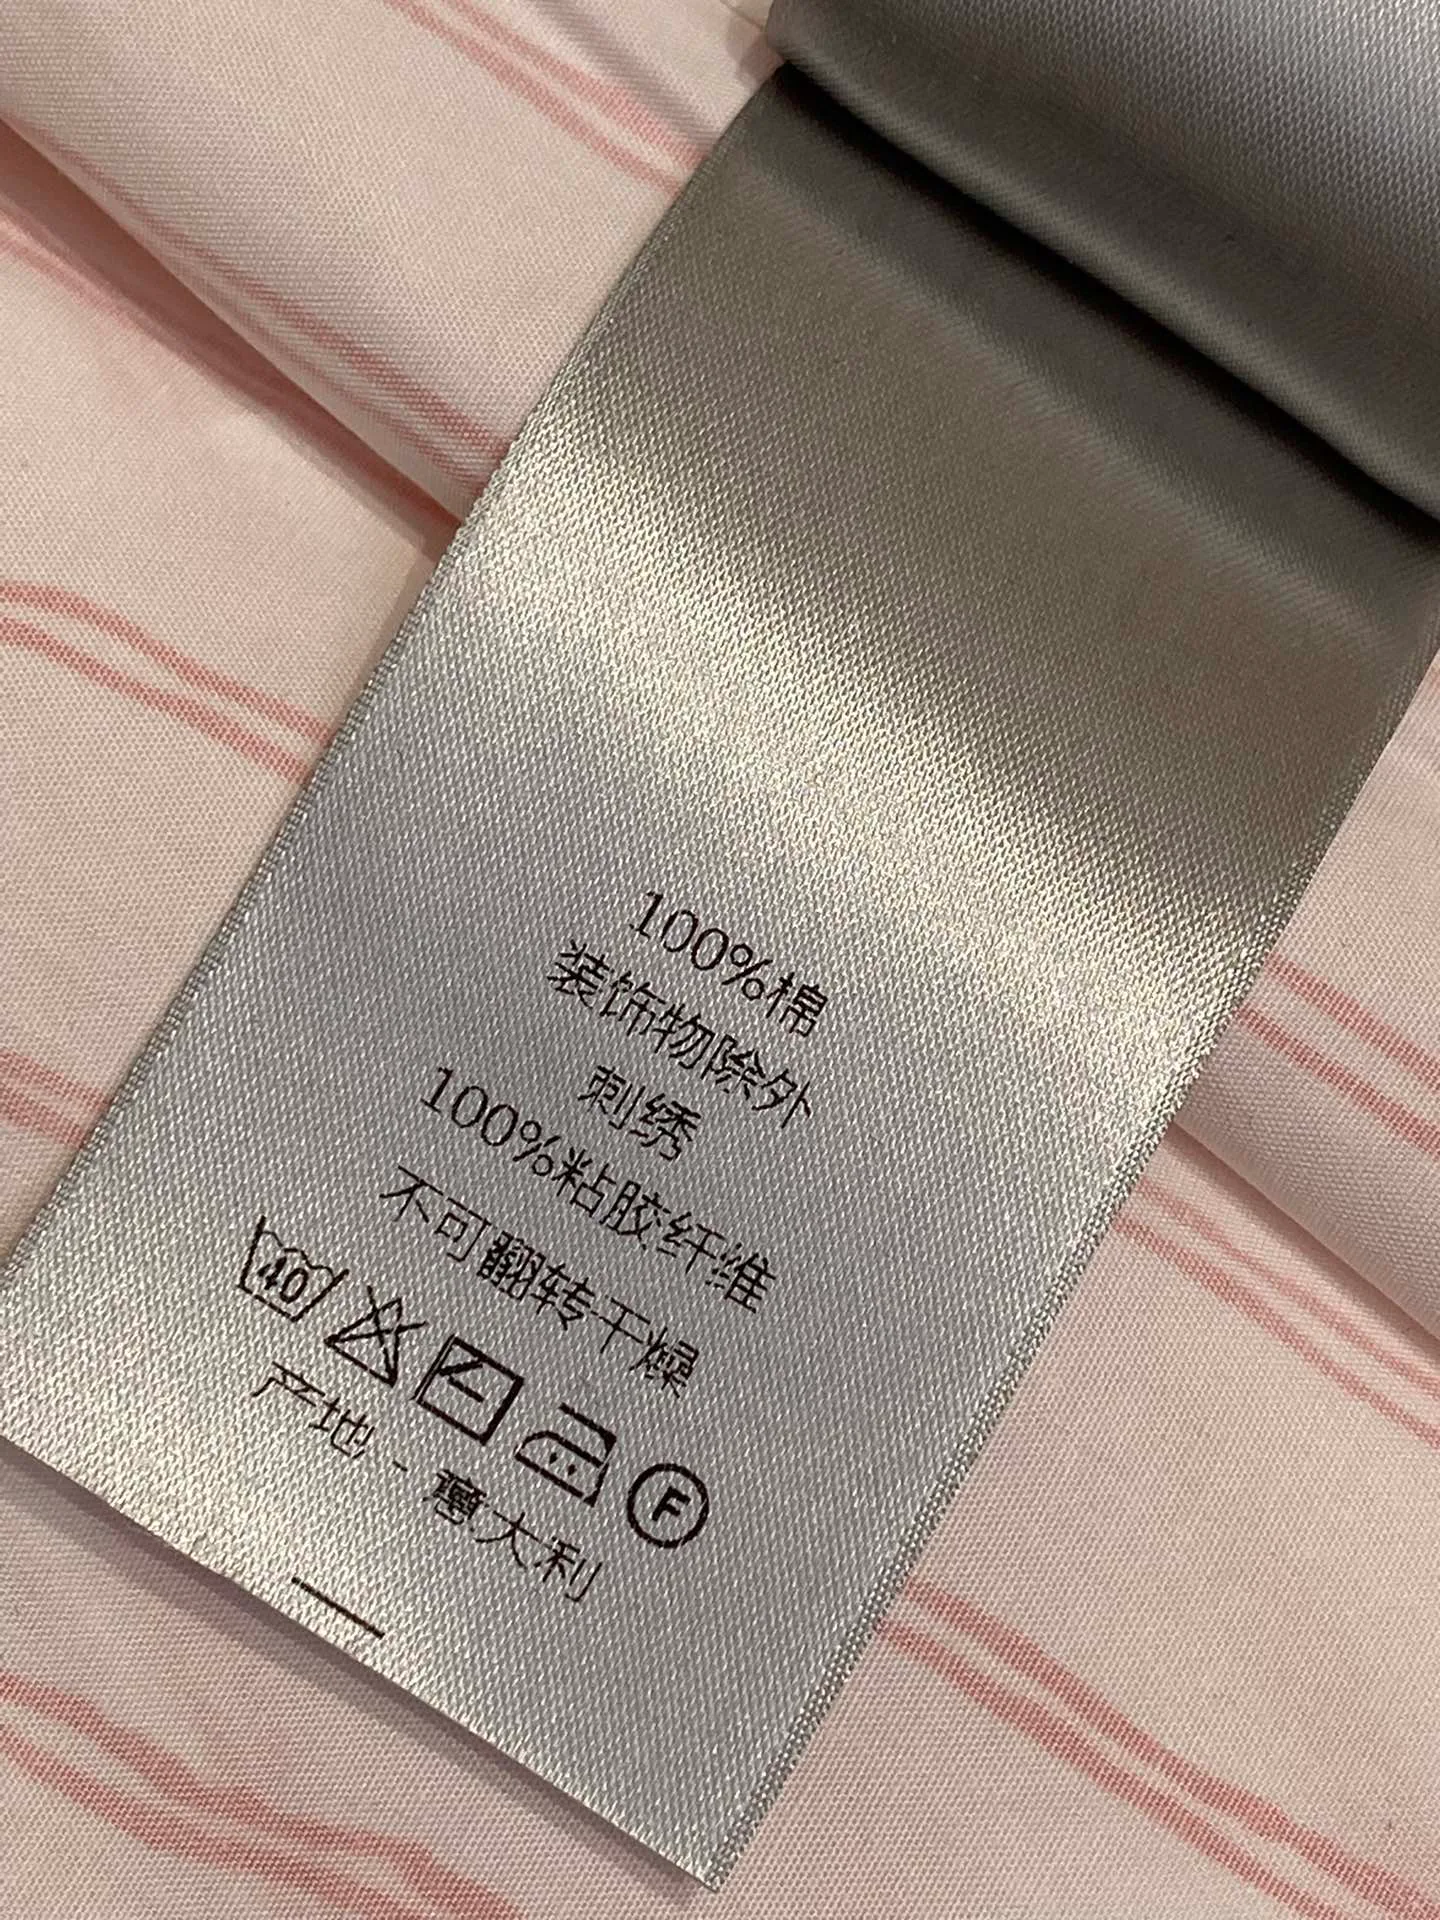 100%棉
装饰物除外
刺绣
100%粘胶纤维
不可翻转干燥
40
F
产地 - 意大利